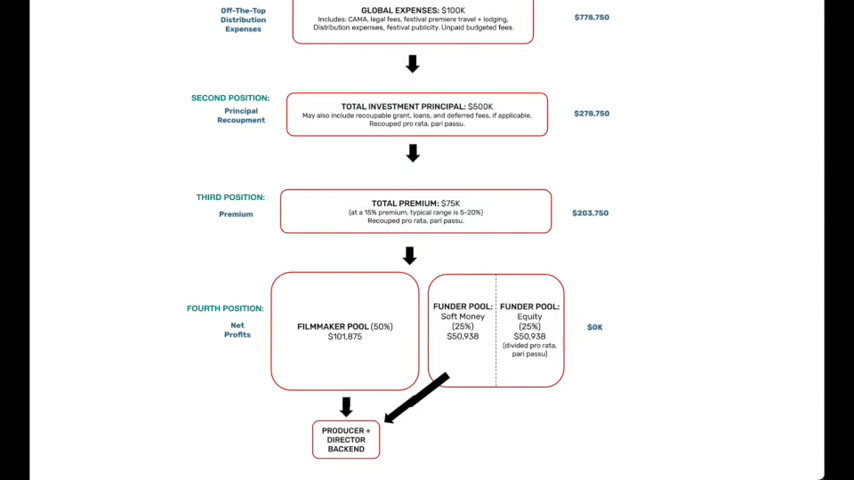 Off-The-Top
Distribution
Expenses
GLOBAL EXPENSES: $100K
Includes: CAMA, legal fees, festival premiere travel + lodging,
Distribution expenses, festival publicity. Unpaid budgeted fees.
$778,750
SECOND POSITION:
Principal
Recoupment
TOTAL INVESTMENT PRINCIPAL: $500K
May also include recoupable grant, loans, and deferred fees, if applicable.
Recouped pro rata, pari passu.
$278,750
THIRD POSITION:
Premium
TOTAL PREMIUM: $75K
(at a 15% premium, typical range is 5-20%)
Recouped pro rata, pari passu.
$203,750
FOURTH POSITION:
Net
Profits
FILMMAKER POOL (50%)
$101,875
FUNDER POOL:
Soft Money
(25%)
$50,938
FUNDER POOL:
Equity
(25%)
$50,938
(divided pro rata,
pari passu)
$0K
PRODUCER +
DIRECTOR
BACKEND